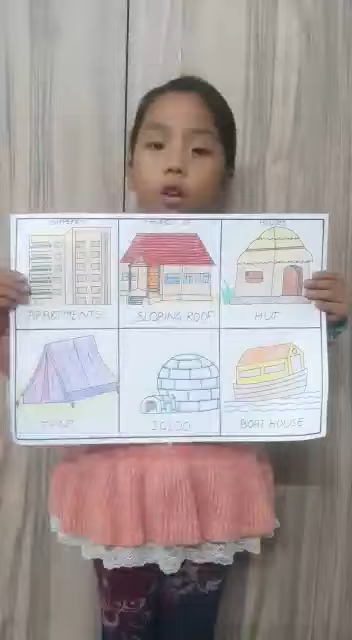 APARTMENTS
SLOPING ROOF
HUT
TENT
IGLOO
BOAT HOUSE